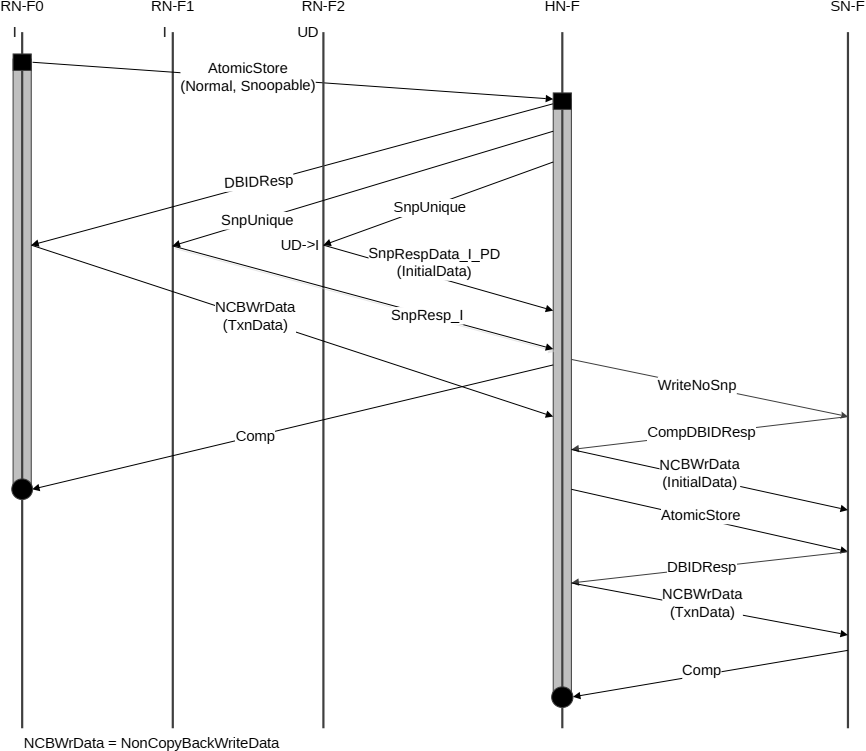 RN-F0
RN-F1
RN-F2
HN-F
SN-F
I
I
UD
AtomicStore
(Normal, Snoopable)
DBIDResp
SnpUnique
SnpUnique
UD->I
SnpRespData_I_PD
(InitialData)
NCBWrData
(TxnData)
SnpResp_I
WriteNoSnp
Comp
CompDBIDResp
NCBWrData
(InitialData)
AtomicStore
DBIDResp
NCBWrData
(TxnData)
Comp
NCBWrData = NonCopyBackWriteData